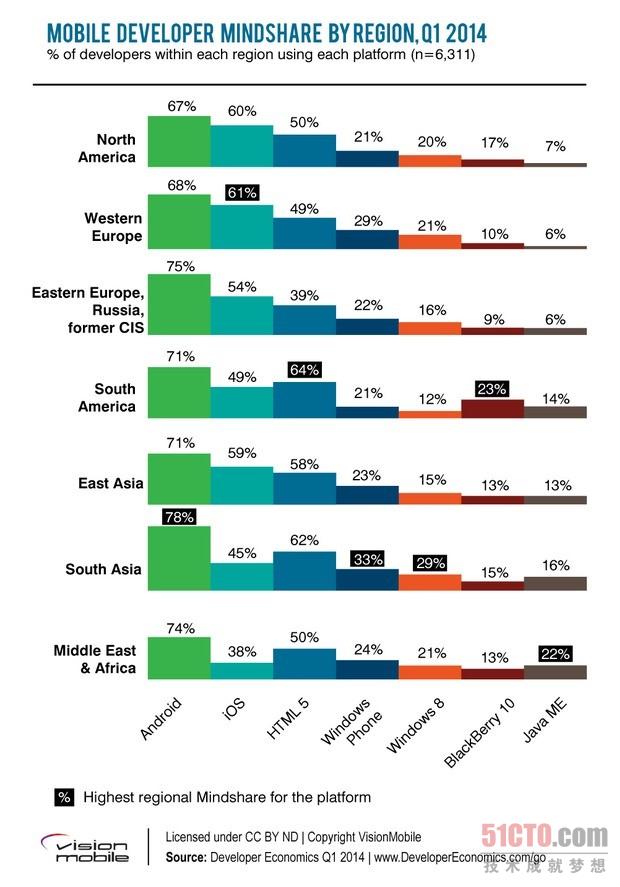 MOBILE DEVELOPER MINDSHARE BY REGION, Q1 2014
% of developers within each region using each platform (n=6,311)
67% 60% 50% 21% 20% 17% 7%
North
America
68% 61% 49% 29% 21% 10% 6%
Western
Europe
75% 54% 39% 22% 16% 9% 6%
Eastern Europe,
Russia,
former CIS
71% 49% 64% 21% 12% 23% 14%
South
America
71% 59% 58% 23% 15% 13% 13%
East Asia
78% 45% 62% 33% 29% 15% 16%
South Asia
74% 38% 50% 24% 21% 13% 22%
Middle East
& Africa
Android
iOS
HTML 5
Windows
Phone
Windows 8
BlackBerry 10
Java ME
% Highest regional Mindshare for the platform
vision
mobile
Licensed under CC BY ND | Copyright VisionMobile
Source: Developer Economics Q1 2014 | www.DeveloperEconomics.com/go
51CTO.com
技术成就梦想